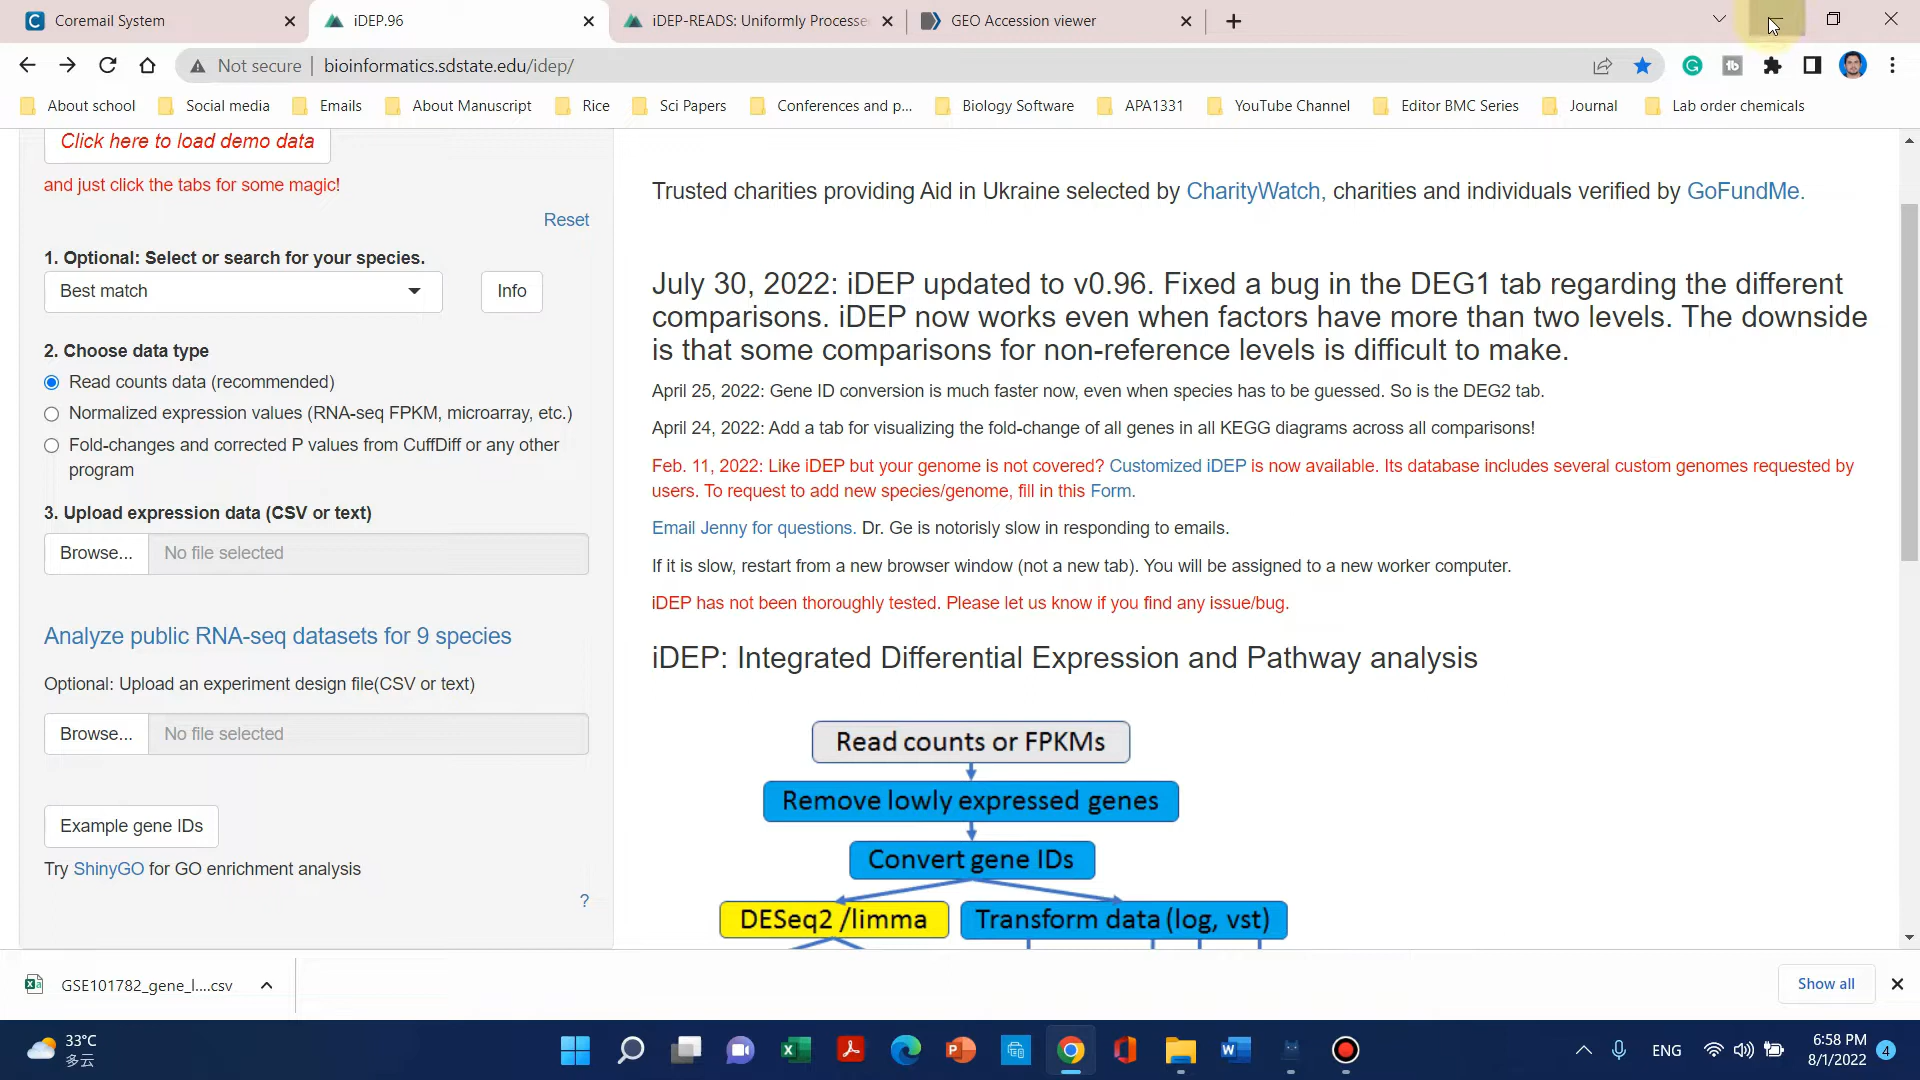 Coremail System
iDEP.96
iDEP-READS: Uniformly Processe
GEO Accession viewer
Not secure
bioinformatics.sdstate.edu/idep/
About school
Social media
Emails
About Manuscript
Rice
Sci Papers
Conferences and p...
Biology Software
APA1331
YouTube Channel
Editor BMC Series
Journal
Lab order chemicals
Click here to load demo data
and just click the tabs for some magic!
Reset
1. Optional: Select or search for your species.
Best match
Info
2. Choose data type
Read counts data (recommended)
Normalized expression values (RNA-seq FPKM, microarray, etc.)
Fold-changes and corrected P values from CuffDiff or any other
program
3. Upload expression data (CSV or text)
Browse...
No file selected
Analyze public RNA-seq datasets for 9 species
Optional: Upload an experiment design file(CSV or text)
Browse...
No file selected
Example gene IDs
Try ShinyGO for GO enrichment analysis
?
Trusted charities providing Aid in Ukraine selected by CharityWatch, charities and individuals verified by GoFundMe.
July 30, 2022: iDEP updated to v0.96. Fixed a bug in the DEG1 tab regarding the different
comparisons. iDEP now works even when factors have more than two levels. The downside
is that some comparisons for non-reference levels is difficult to make.
April 25, 2022: Gene ID conversion is much faster now, even when species has to be guessed. So is the DEG2 tab.
April 24, 2022: Add a tab for visualizing the fold-change of all genes in all KEGG diagrams across all comparisons!
Feb. 11, 2022: Like iDEP but your genome is not covered? Customized iDEP is now available. Its database includes several custom genomes requested by
users. To request to add new species/genome, fill in this Form.
Email Jenny for questions. Dr. Ge is notorisly slow in responding to emails.
If it is slow, restart from a new browser window (not a new tab). You will be assigned to a new worker computer.
iDEP has not been thoroughly tested. Please let us know if you find any issue/bug.
iDEP: Integrated Differential Expression and Pathway analysis
Read counts or FPKMs
Remove lowly expressed genes
Convert gene IDs
DESeq2 /limma
Transform data (log, vst)
GSE101782_gene_l....csv
Show all
33°C
多云
ENG
6:58 PM
8/1/2022
4